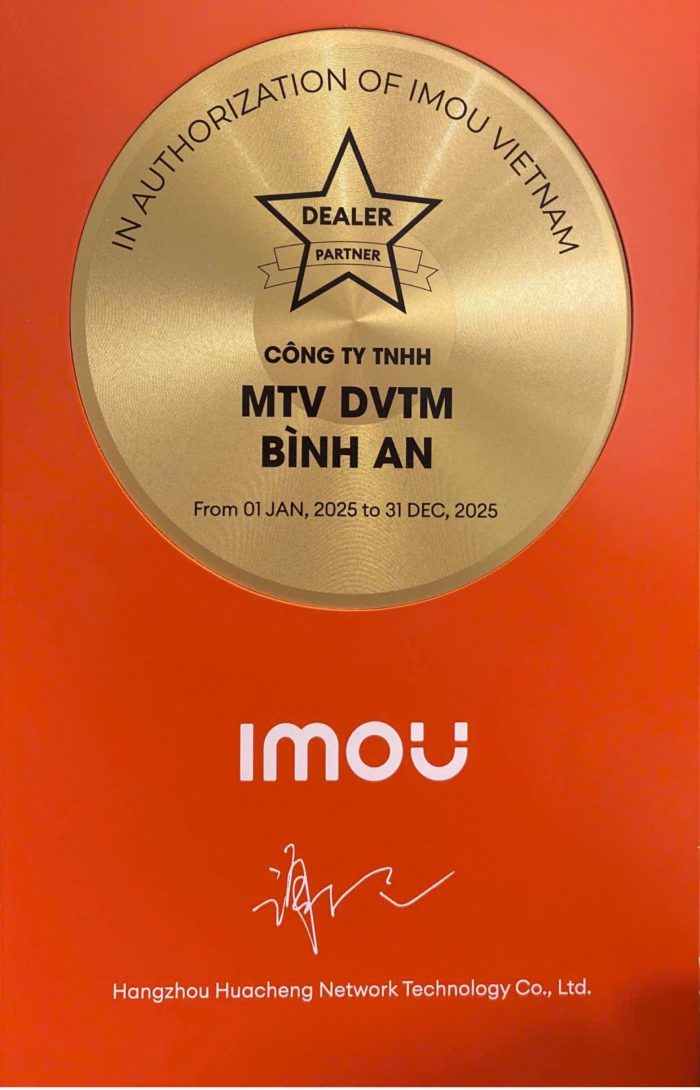 IN AUTHORIZATION OF IMOU VIETNAM
DEALER
PARTNER
CÔNG TY TNHH
MTV DVTM
BÌNH AN
From 01 JAN, 2025 to 31 DEC, 2025
imou
Hangzhou Huacheng Network Technology Co., Ltd.